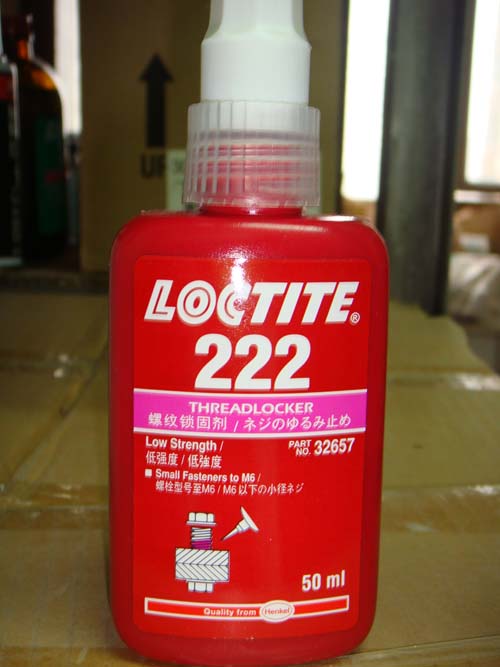 UP
LOCTITE®
222
THREADLOCKER
螺纹锁固剂 / ネジのゆるみ止め
Low Strength /
低强度 / 低強度
PART NO. 32657
■ Small Fasteners to M6 /
螺栓型号至M6 / M6 以下の小径ネジ
50 ml
Quality from Henkel